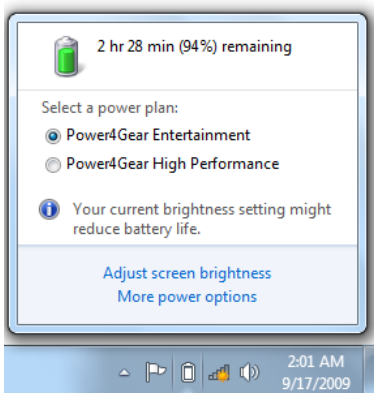 2 hr 28 min (94%) remaining
Select a power plan:
Power4Gear Entertainment
Power4Gear High Performance
Your current brightness setting might
reduce battery life.
Adjust screen brightness
More power options
2:01 AM
9/17/2009